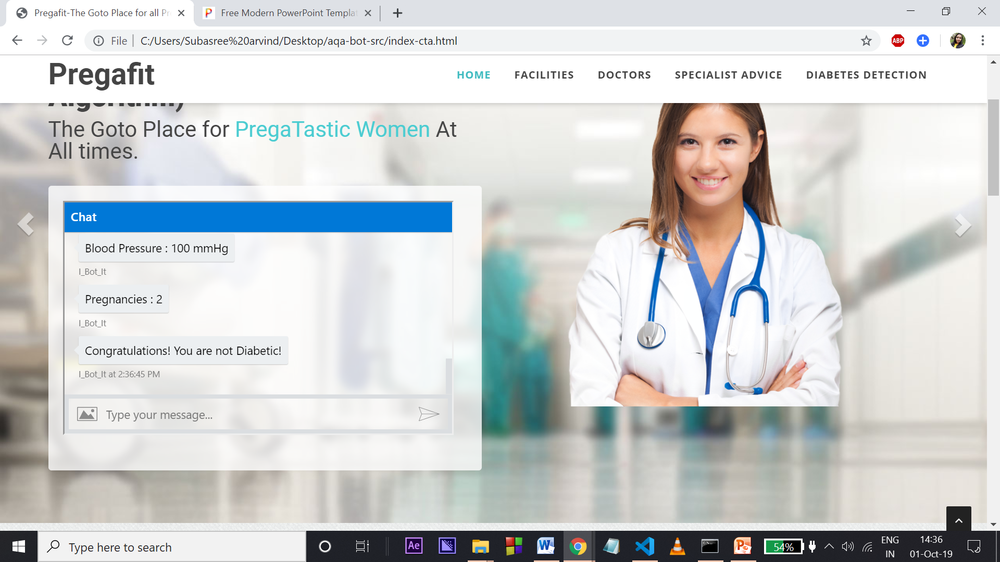 Pregafit-The Goto Place for all Pr
Free Modern PowerPoint Templat
File
C:/Users/Subasree%20arvind/Desktop/aqa-bot-src/index-cta.html
ABP
Pregafit
HOME
FACILITIES
DOCTORS
SPECIALIST ADVICE
DIABETES DETECTION
Algorithm)
The Goto Place for PregaTastic Women At
All times.
Chat
Blood Pressure : 100 mmHg
I_Bot_It
Pregnancies : 2
I_Bot_It
Congratulations! You are not Diabetic!
I_Bot_It at 2:36:45 PM
Type your message...
Type here to search
Ae
54%
ENG
IN
14:36
01-Oct-19